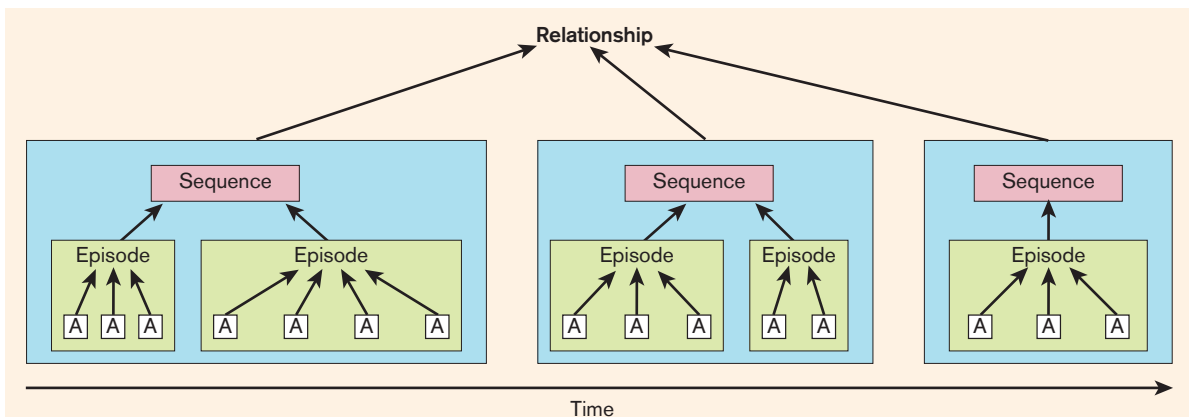 Relationship
Sequence Sequence Sequence
Episode Episode Episode Episode Episode
A A A A A A A A A A A A A A A
Time